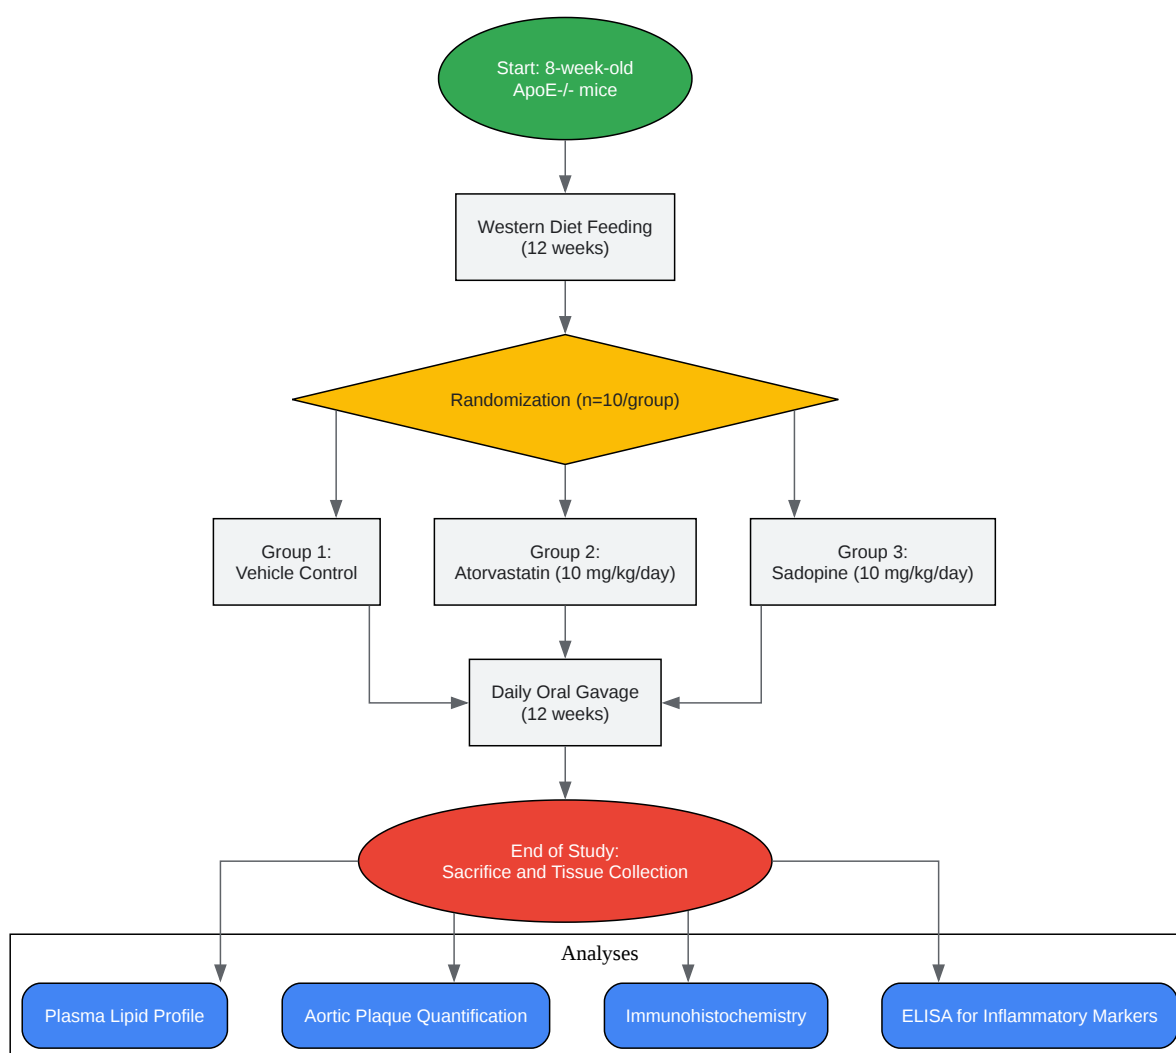 Start: 8-week-old
ApoE-/- mice
Western Diet Feeding
(12 weeks)
Randomization (n=10/group)
Group 1:
Vehicle Control
Group 2:
Atorvastatin (10 mg/kg/day)
Group 3:
Sadopine (10 mg/kg/day)
Daily Oral Gavage
(12 weeks)
End of Study:
Sacrifice and Tissue Collection
Analyses
Plasma Lipid Profile
Aortic Plaque Quantification
Immunohistochemistry
ELISA for Inflammatory Markers